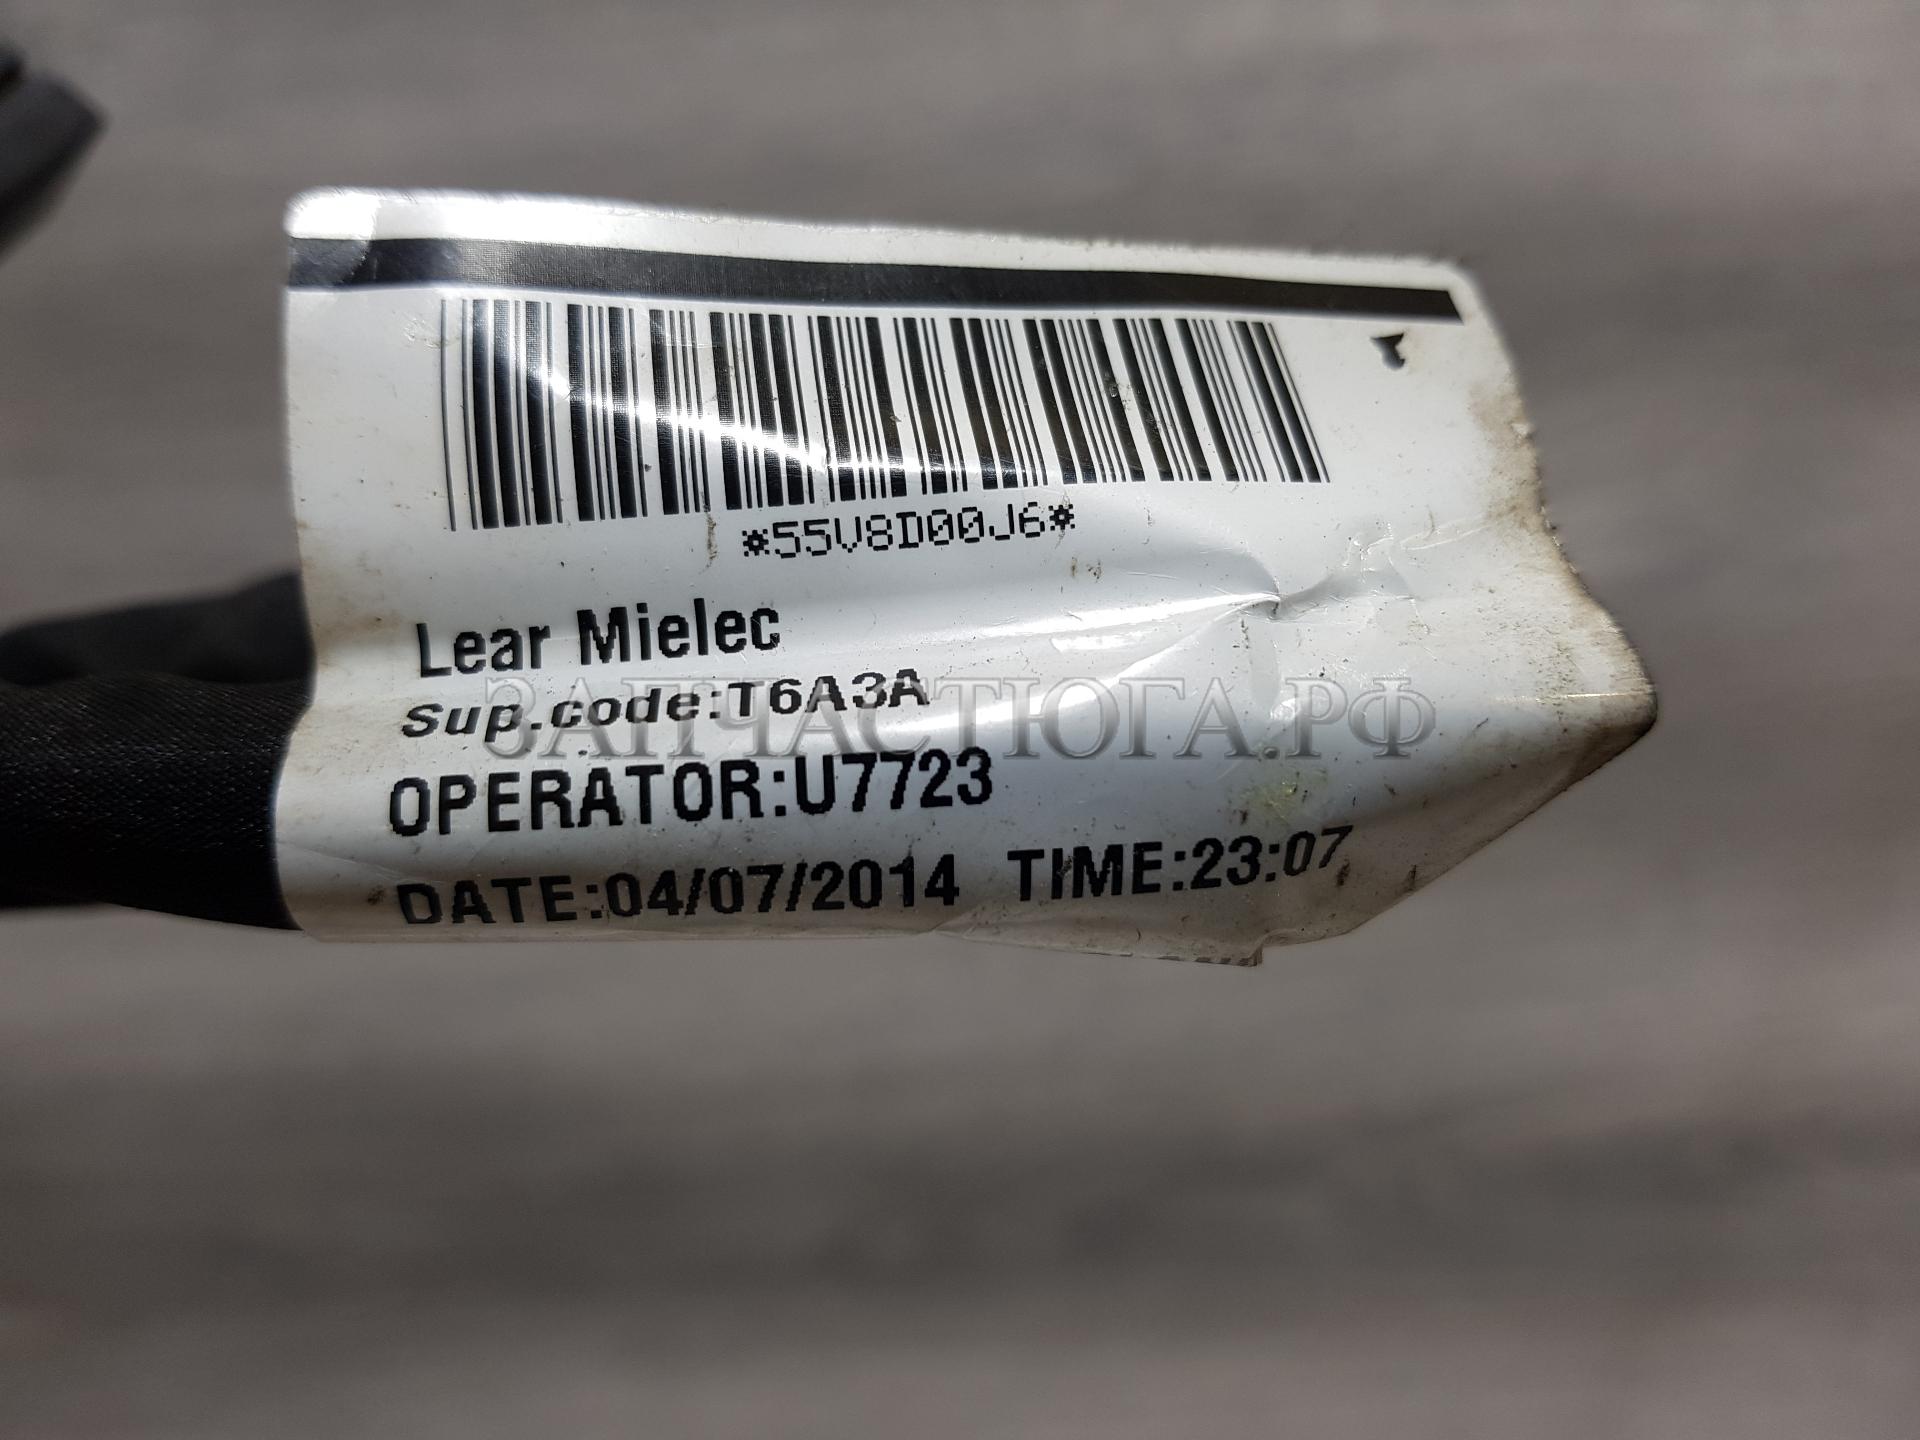 *55V8D00J6*
Lear Mielec
Sup.code:T6A3A
ЗАПЧАСТЮГА.РФ
OPERATOR:U7723
DATE:04/07/2014 TIME:23:07